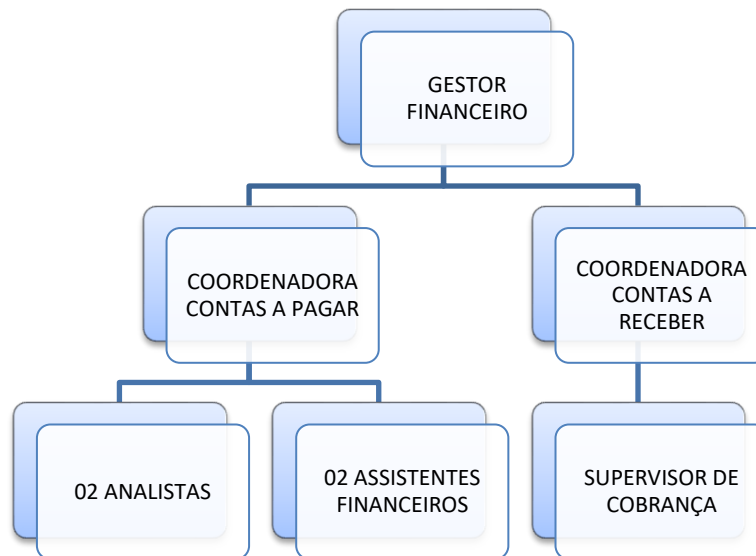 GESTOR
FINANCEIRO
COORDENADORA
CONTAS A PAGAR
COORDENADORA
CONTAS A
RECEBER
02 ANALISTAS
02 ASSISTENTES
FINANCEIROS
SUPERVISOR DE
COBRANÇA